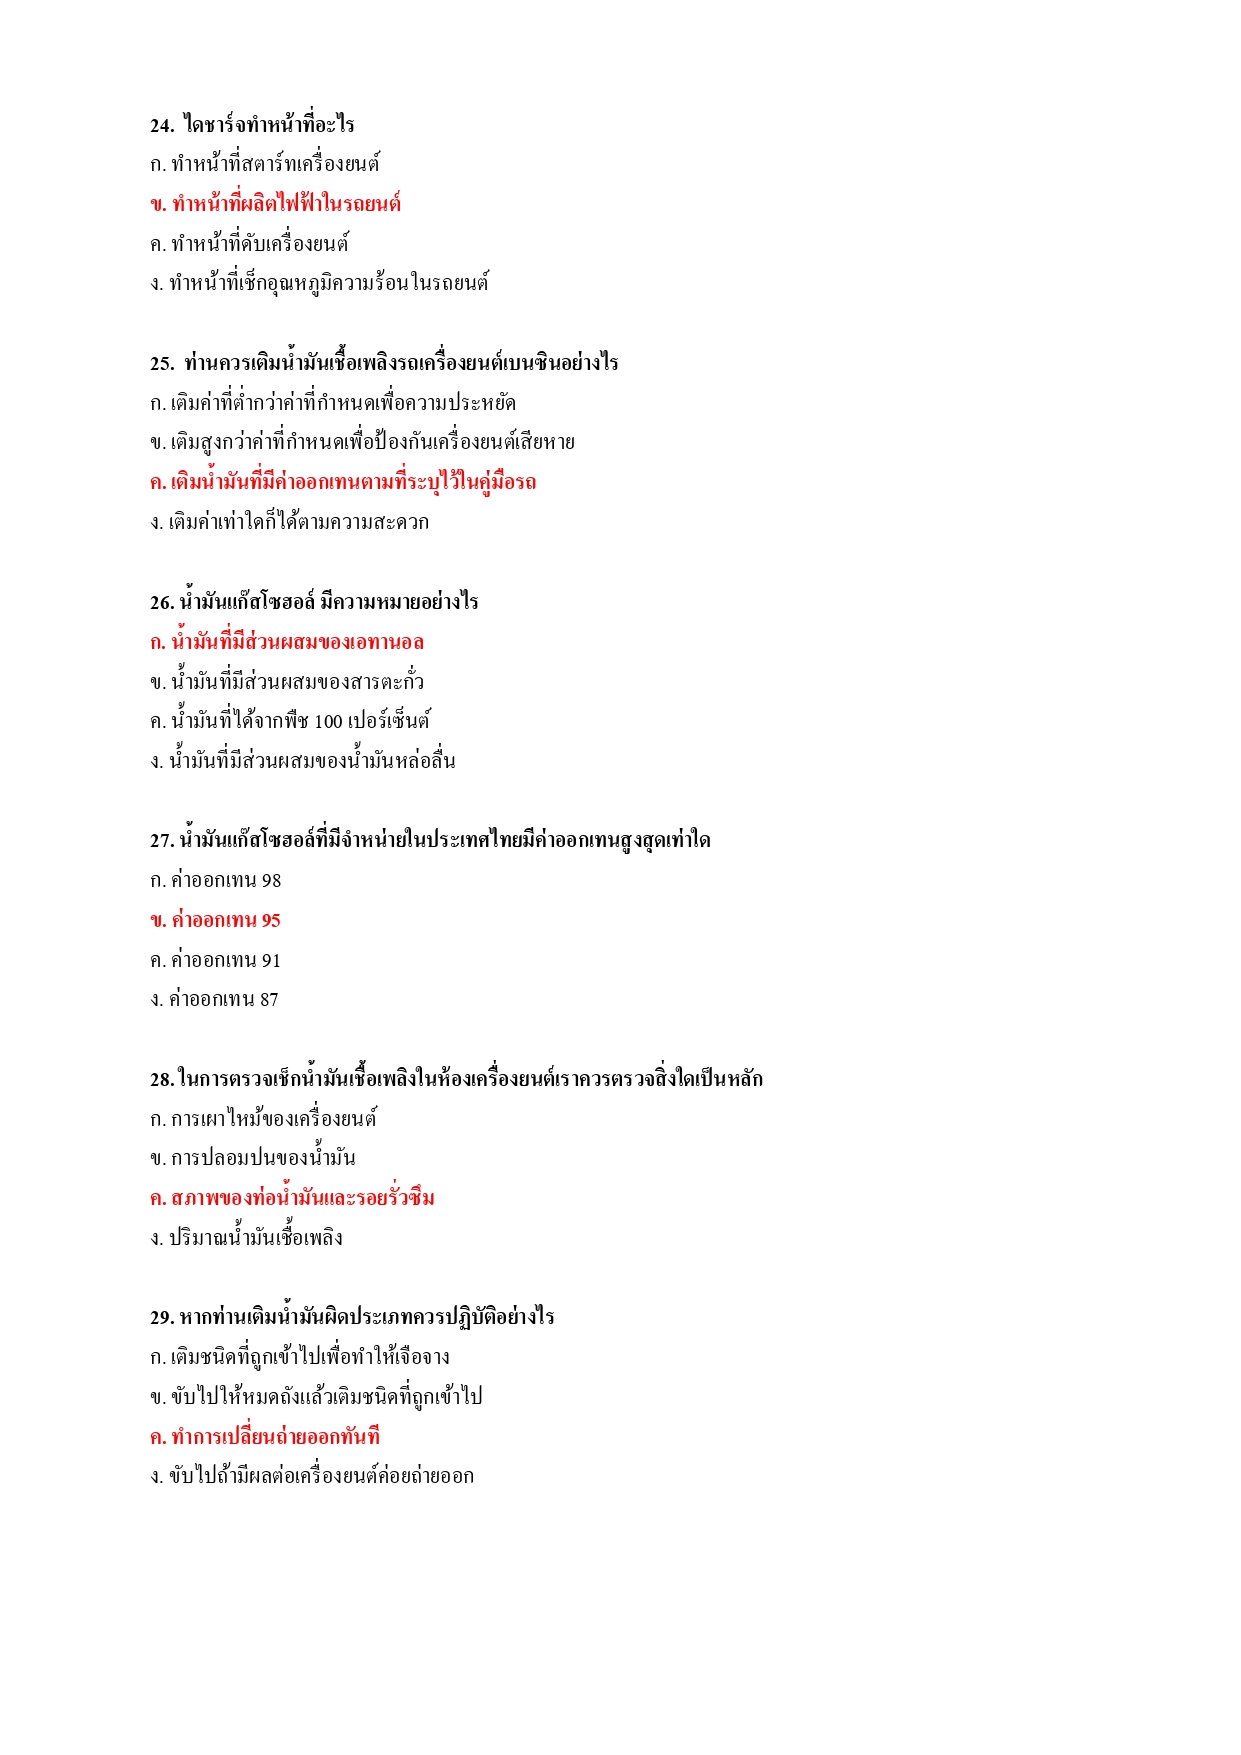 24.  ไดชาร์จทำหน้าที่อะไร
ก. ทำหน้าที่สตาร์ทเครื่องยนต์
ข. ทำหน้าที่ผลิตไฟฟ้าในรถยนต์
ค. ทำหน้าที่ดับเครื่องยนต์
ง. ทำหน้าที่เช็กอุณหภูมิความร้อนในรถยนต์
25.  ท่านควรเติมน้ำมันเชื้อเพลิงรถเครื่องยนต์เบนซินอย่างไร
ก. เติมค่าที่ต่ำกว่าค่าที่กำหนดเพื่อความประหยัด
ข. เติมสูงกว่าค่าที่กำหนดเพื่อป้องกันเครื่องยนต์เสียหาย
ค. เติมน้ำมันที่มีค่าออกเทนตามที่ระบุไว้ในคู่มือรถ
ง. เติมค่าเท่าใดก็ได้ตามความสะดวก
26. น้ำมันแก๊สโซฮอล์ มีความหมายอย่างไร
ก. น้ำมันที่มีส่วนผสมของเอทานอล
ข. น้ำมันที่มีส่วนผสมของสารตะกั่ว
ค. น้ำมันที่ได้จากพืช 100 เปอร์เซ็นต์
ง. น้ำมันที่มีส่วนผสมของน้ำมันหล่อลื่น
27. น้ำมันแก๊สโซฮอล์ที่มีจำหน่ายในประเทศไทยมีค่าออกเทนสูงสุดเท่าใด
ก. ค่าออกเทน 98
ข. ค่าออกเทน 95
ค. ค่าออกเทน 91
ง. ค่าออกเทน 87
28. ในการตรวจเช็กน้ำมันเชื้อเพลิงในห้องเครื่องยนต์เราควรตรวจสิ่งใดเป็นหลัก
ก. การเผาไหม้ของเครื่องยนต์
ข. การปลอมปนของน้ำมัน
ค. สภาพของท่อน้ำมันและรอยรั่วซึม
ง. ปริมาณน้ำมันเชื้อเพลิง
29. หากท่านเติมน้ำมันผิดประเภทควรปฏิบัติอย่างไร
ก. เติมชนิดที่ถูกเข้าไปเพื่อทำให้เจือจาง
ข. ขับไปให้หมดถังแล้วเติมชนิดที่ถูกเข้าไป
ค. ทำการเปลี่ยนถ่ายออกทันที
ง. ขับไปถ้ามีผลต่อเครื่องยนต์ค่อยถ่ายออก